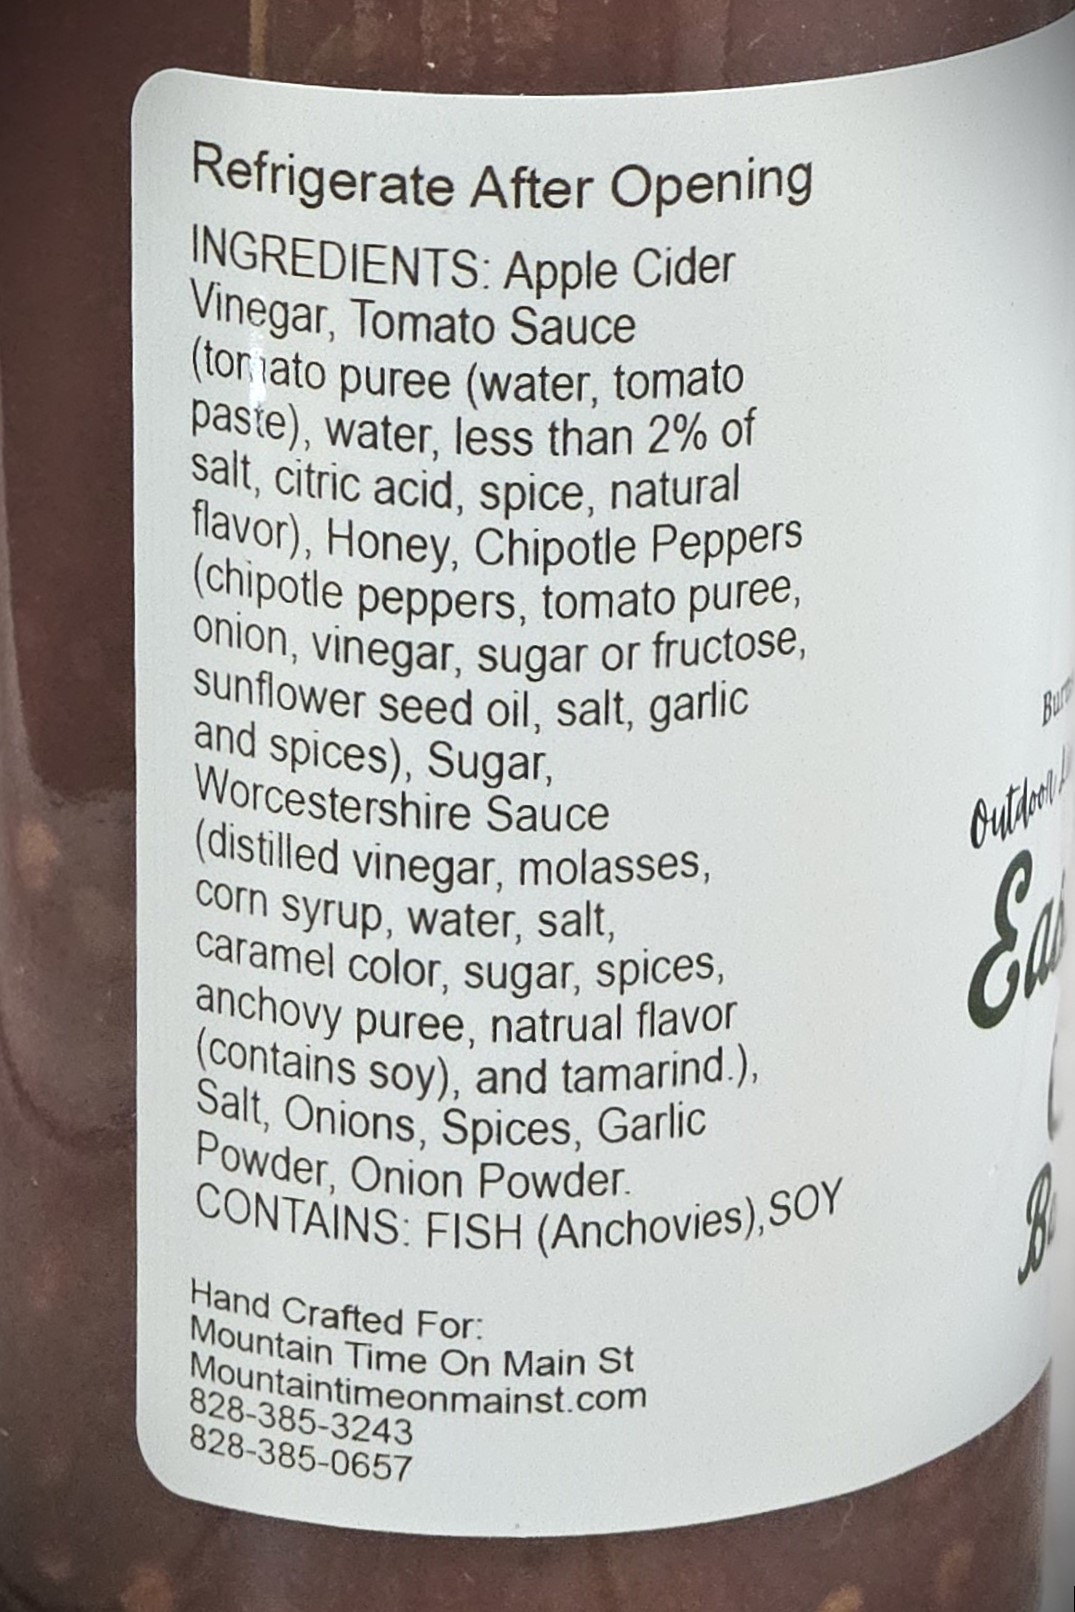 Refrigerate After Opening
INGREDIENTS: Apple Cider
Vinegar, Tomato Sauce
(tomato puree (water, tomato
paste), water, less than 2% of
salt, citric acid, spice, natural
flavor), Honey, Chipotle Peppers
(chipotle peppers, tomato puree,
onion, vinegar, sugar or fructose,
sunflower seed oil, salt, garlic
and spices), Sugar,
Worcestershire Sauce
(distilled vinegar, molasses,
corn syrup, water, salt,
caramel color, sugar, spices,
anchovy puree, natrual flavor
(contains soy), and tamarind.),
Salt, Onions, Spices, Garlic
Powder, Onion Powder.
CONTAINS: FISH (Anchovies), SOY
Hand Crafted For:
Mountain Time On Main St
Mountaintimeonmainst.com
828-385-3243
828-385-0657
Outdoor